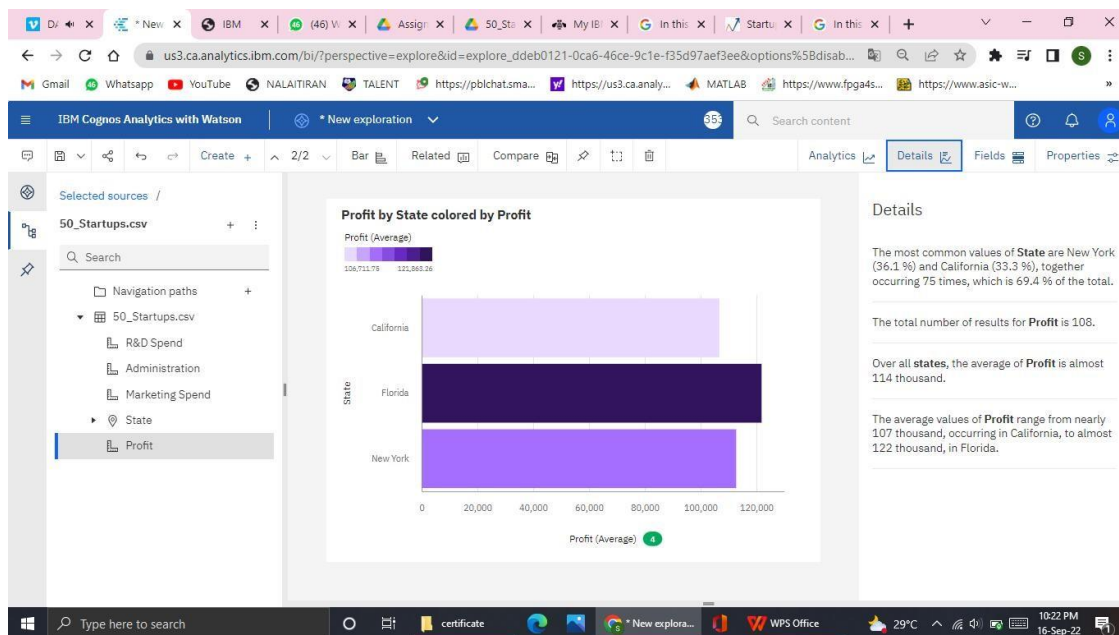 DA
* New
IBM
(46) W
Assign
50_Sta
My IB
In this
Startu
In this
us3.ca.analytics.ibm.com/bi/?perspective=explore&id=explore_ddeb0121-0ca6-46ce-9c1e-f35d97aef3ee&options%5Bdisab...
S
Gmail
Whatsapp
YouTube
NALAITIRAN
TALENT
https://pblchat.sma...
https://us3.ca.analy...
MATLAB
https://www.fpga4s...
https://www.asic-w...
»
IBM Cognos Analytics with Watson
* New exploration
353
Search content
Create +
2/2
Bar
Related
Compare
Analytics
Details
Fields
Properties
Selected sources /
50_Startups.csv
Search
Navigation paths
50_Startups.csv
R&D Spend
Administration
Marketing Spend
State
Profit
Profit by State colored by Profit
Profit (Average)
106,711.75 121,863.26
State
California
Florida
New York
0 20,000 40,000 60,000 80,000 100,000 120,000
Profit (Average) 4
Details
The most common values of State are New York
(36.1 %) and California (33.3 %), together
occurring 75 times, which is 69.4 % of the total.
The total number of results for Profit is 108.
Over all states, the average of Profit is almost
114 thousand.
The average values of Profit range from nearly
107 thousand, occurring in California, to almost
122 thousand, in Florida.
Type here to search
certificate
* New explora...
WPS Office
29°C
10:22 PM
16-Sep-22